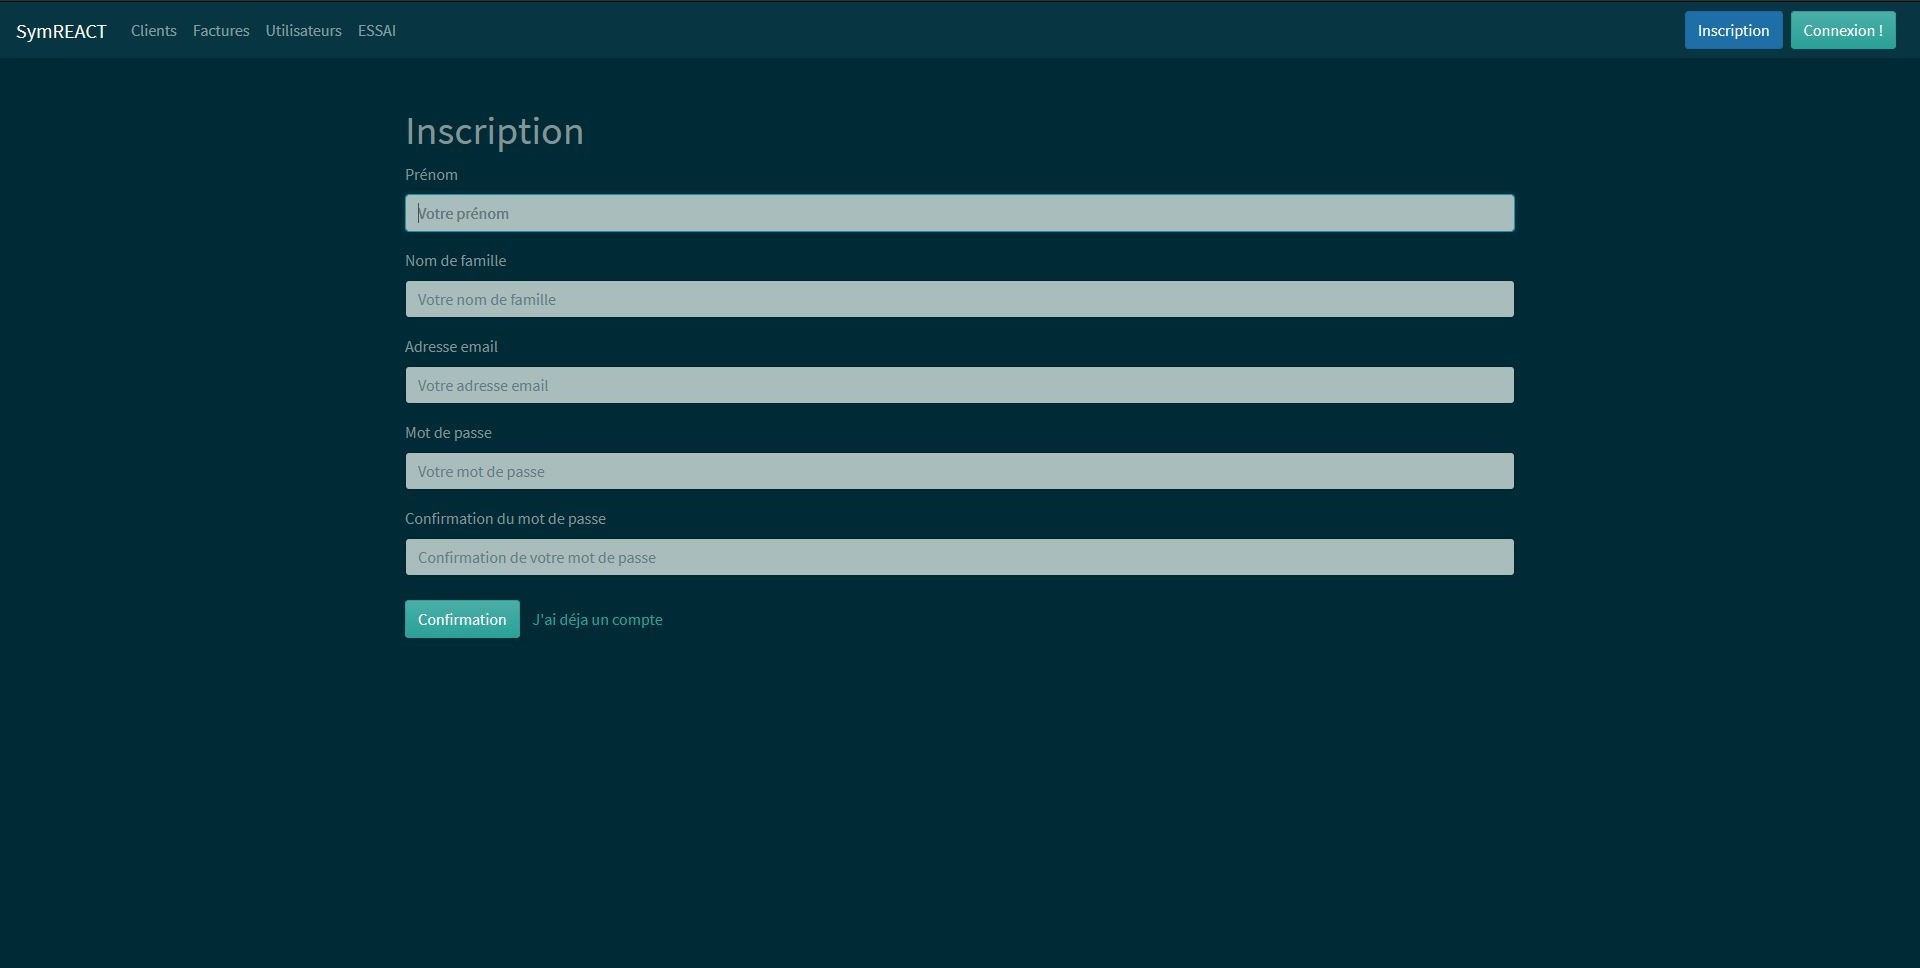 SymREACT Clients Factures Utilisateurs ESSAI Inscription Connexion !
Inscription
Prénom
Votre prénom
Nom de famille
Votre nom de famille
Adresse email
Votre adresse email
Mot de passe
Votre mot de passe
Confirmation du mot de passe
Confirmation de votre mot de passe
Confirmation J'ai déja un compte